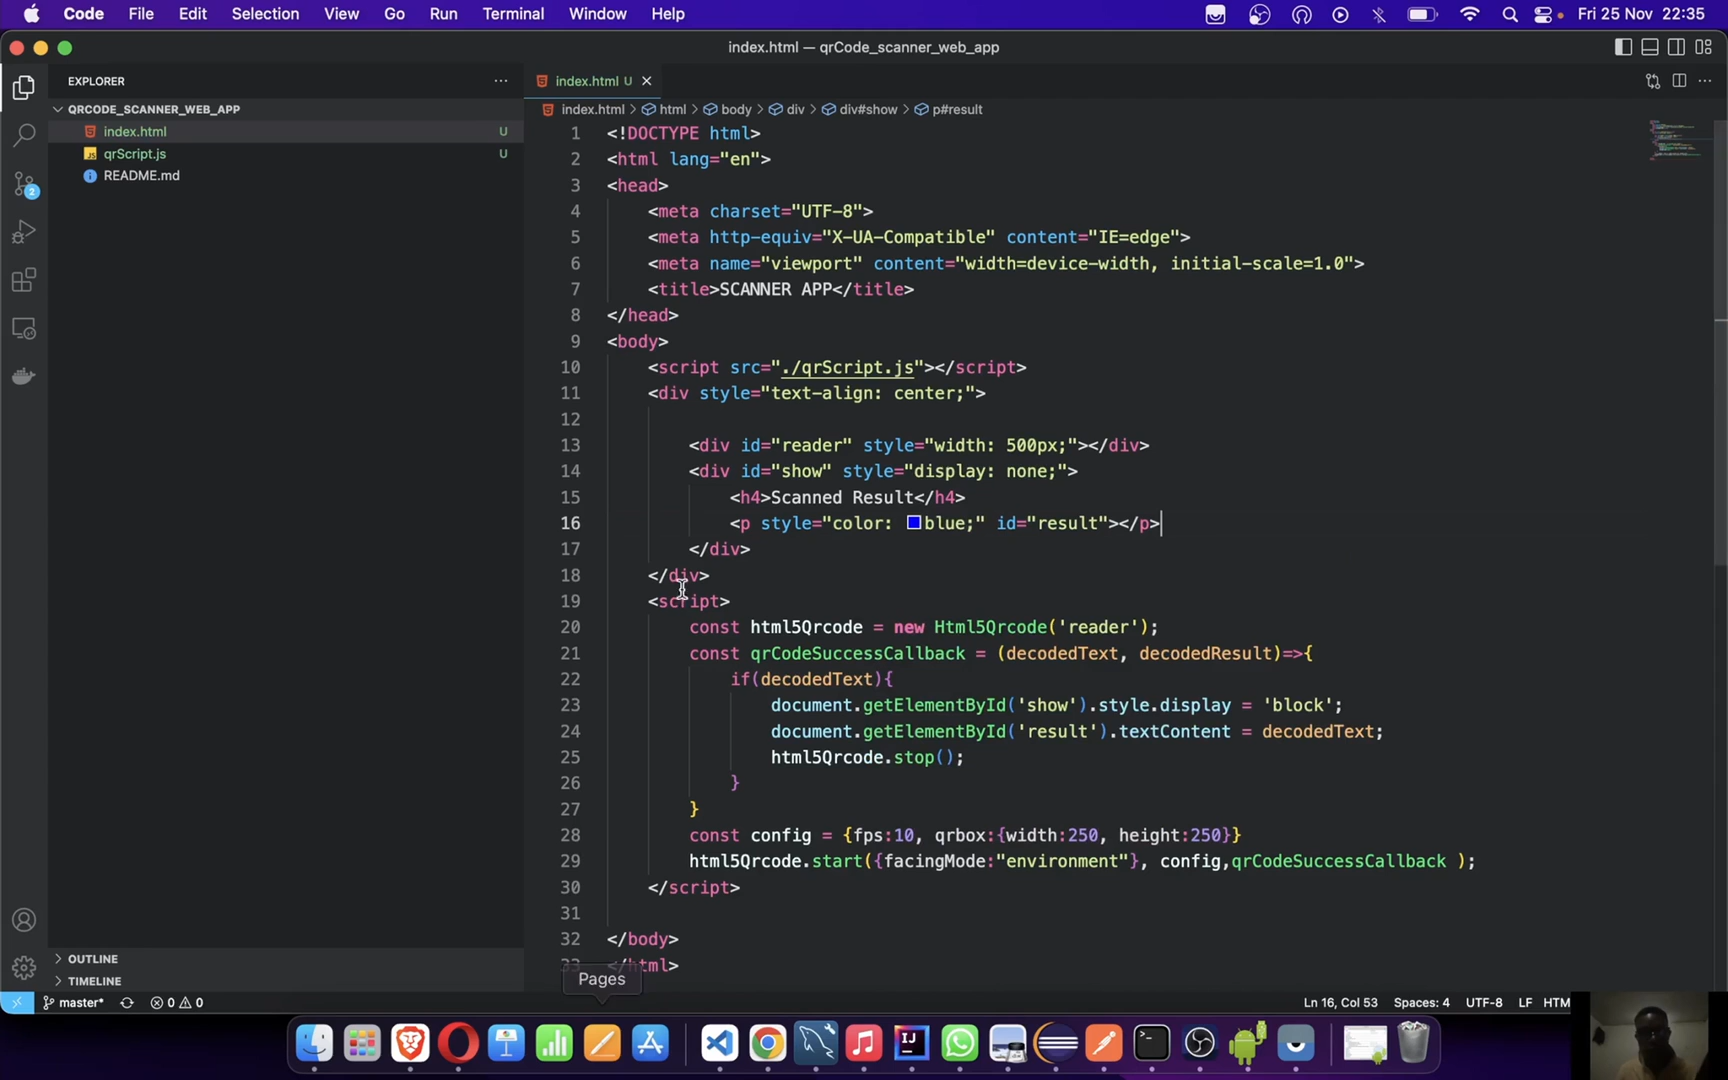 Code File Edit Selection View Go Run Terminal Window Help Fri 25 Nov 22:35
index.html — qrCode_scanner_web_app
EXPLORER
index.html U
QRCODE_SCANNER_WEB_APP
index.html > html > body > div > div#show > p#result
index.html U
qrScript.js U
README.md
2
1 <!DOCTYPE html>
2 <html lang="en">
3 <head>
4 <meta charset="UTF-8">
5 <meta http-equiv="X-UA-Compatible" content="IE=edge">
6 <meta name="viewport" content="width=device-width, initial-scale=1.0">
7 <title>SCANNER APP</title>
8 </head>
9 <body>
10 <script src="./qrScript.js"></script>
11 <div style="text-align: center;">
12
13 <div id="reader" style="width: 500px;"></div>
14 <div id="show" style="display: none;">
15 <h4>Scanned Result</h4>
16 <p style="color: blue;" id="result"></p>
17 </div>
18 </div>
19 <script>
20 const html5Qrcode = new Html5Qrcode('reader');
21 const qrCodeSuccessCallback = (decodedText, decodedResult)=>{
22 if(decodedText){
23 document.getElementById('show').style.display = 'block';
24 document.getElementById('result').textContent = decodedText;
25 html5Qrcode.stop();
26 }
27 }
28 const config = {fps:10, qrbox:{width:250, height:250}}
29 html5Qrcode.start({facingMode:"environment"}, config,qrCodeSuccessCallback );
30 </script>
31
32 </body>
33 </html>
OUTLINE
TIMELINE
Pages
master* 0 0 Ln 16, Col 53 Spaces: 4 UTF-8 LF HTM
IJ